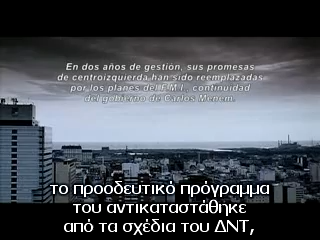 En dos años de gestión, sus promesas
de centroizquierda han sido reemplazadas
por los planes del F.M.I., continuidad
del gobierno de Carlos Menem.
το προοδευτικό πρόγραμμα
του αντικαταστάθηκε
από τα σχέδια του ΔΝΤ,